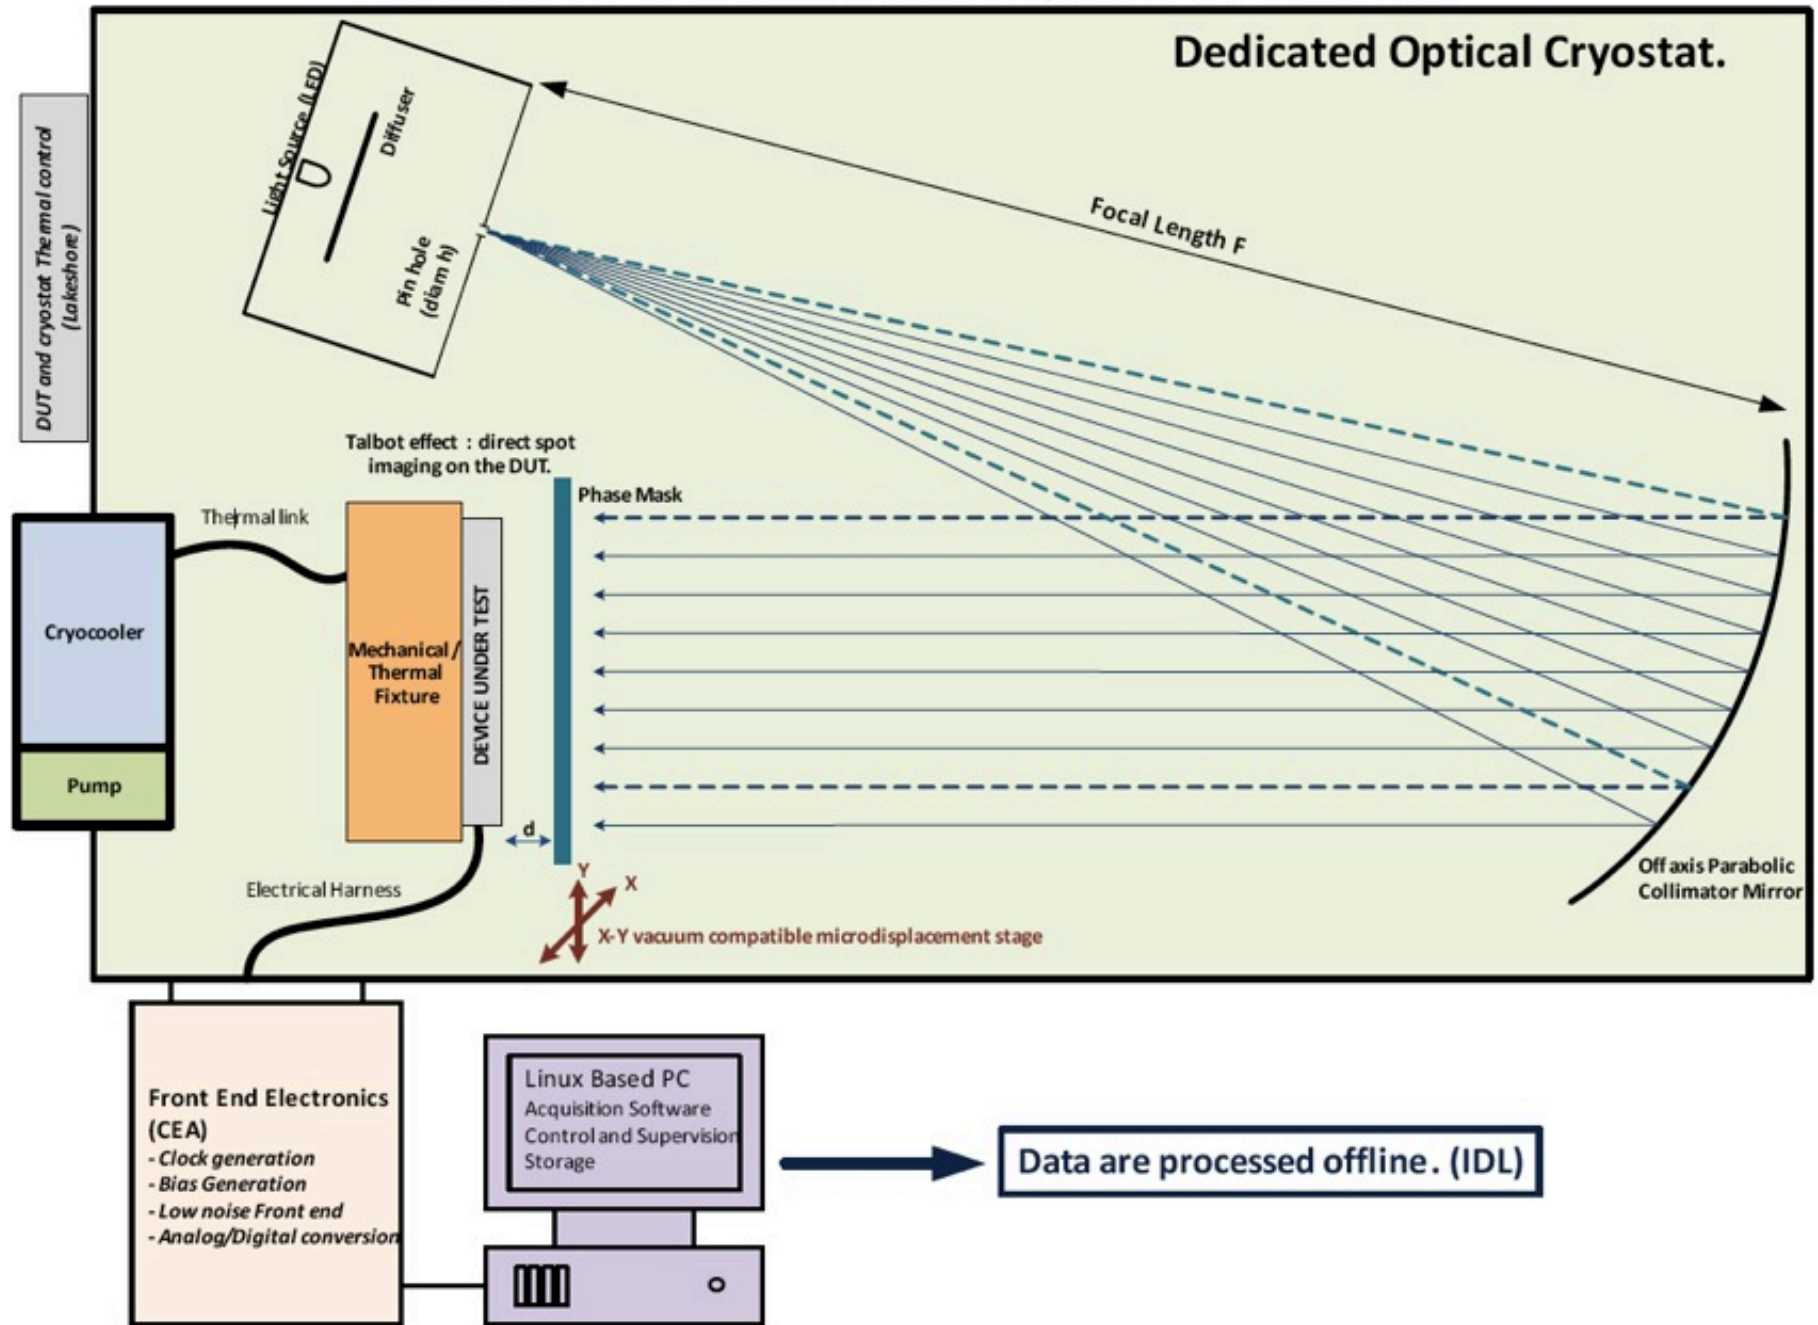 Dedicated Optical Cryostat.
DUT and cryostat Thermal control
(Lakeshore)
Light Source (LED)
Diffuser
Pin hole
(diam h)
Focal Length F
Talbot effect : direct spot
imaging on the DUT.
Phase Mask
Thermal link
Cryocooler
Pump
Mechanical /
Thermal
Fixture
DEVICE UNDER TEST
d
Electrical Harness
Y
X
X-Y vacuum compatible microdisplacement stage
Off axis Parabolic
Collimator Mirror
Front End Electronics
(CEA)
- Clock generation
- Bias Generation
- Low noise Front end
- Analog/Digital conversion
Linux Based PC
Acquisition Software
Control and Supervision
Storage
Data are processed offline. (IDL)